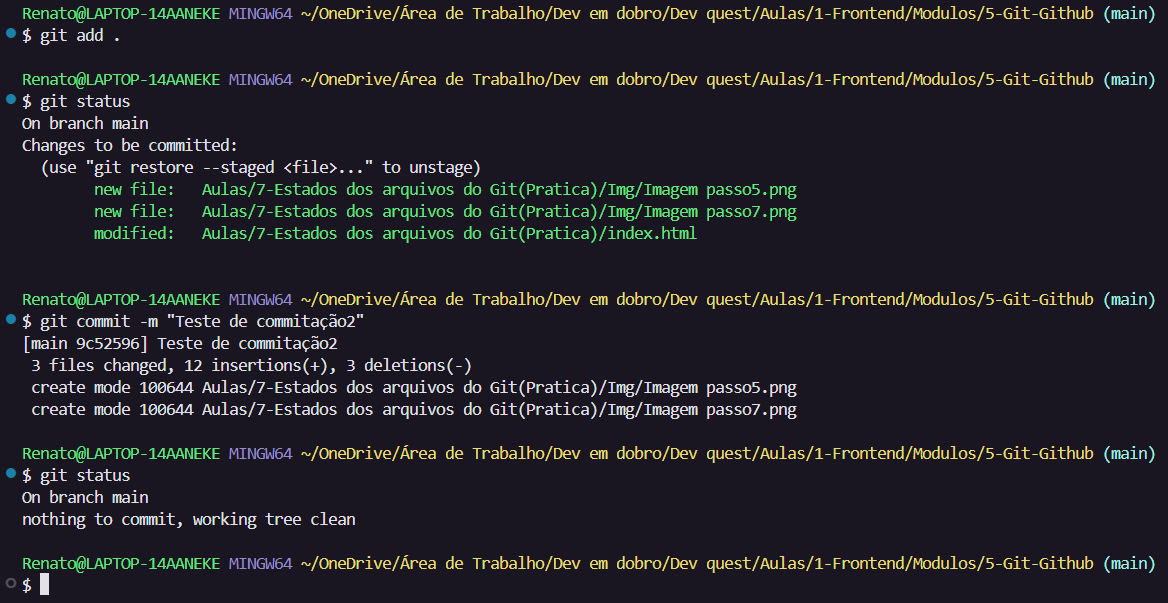 Renato@LAPTOP-14AANEKE MINGW64 ~/OneDrive/Área de Trabalho/Dev em dobro/Dev quest/Aulas/1-Frontend/Modulos/5-Git-Github (main)
$ git add .
Renato@LAPTOP-14AANEKE MINGW64 ~/OneDrive/Área de Trabalho/Dev em dobro/Dev quest/Aulas/1-Frontend/Modulos/5-Git-Github (main)
$ git status
On branch main
Changes to be committed:
  (use "git restore --staged <file>..." to unstage)
        new file:   Aulas/7-Estados dos arquivos do Git(Pratica)/Img/Imagem passo5.png
        new file:   Aulas/7-Estados dos arquivos do Git(Pratica)/Img/Imagem passo7.png
        modified:   Aulas/7-Estados dos arquivos do Git(Pratica)/index.html
Renato@LAPTOP-14AANEKE MINGW64 ~/OneDrive/Área de Trabalho/Dev em dobro/Dev quest/Aulas/1-Frontend/Modulos/5-Git-Github (main)
$ git commit -m "Teste de commitação2"
[main 9c52596] Teste de commitação2
 3 files changed, 12 insertions(+), 3 deletions(-)
 create mode 100644 Aulas/7-Estados dos arquivos do Git(Pratica)/Img/Imagem passo5.png
 create mode 100644 Aulas/7-Estados dos arquivos do Git(Pratica)/Img/Imagem passo7.png
Renato@LAPTOP-14AANEKE MINGW64 ~/OneDrive/Área de Trabalho/Dev em dobro/Dev quest/Aulas/1-Frontend/Modulos/5-Git-Github (main)
$ git status
On branch main
nothing to commit, working tree clean
Renato@LAPTOP-14AANEKE MINGW64 ~/OneDrive/Área de Trabalho/Dev em dobro/Dev quest/Aulas/1-Frontend/Modulos/5-Git-Github (main)
$